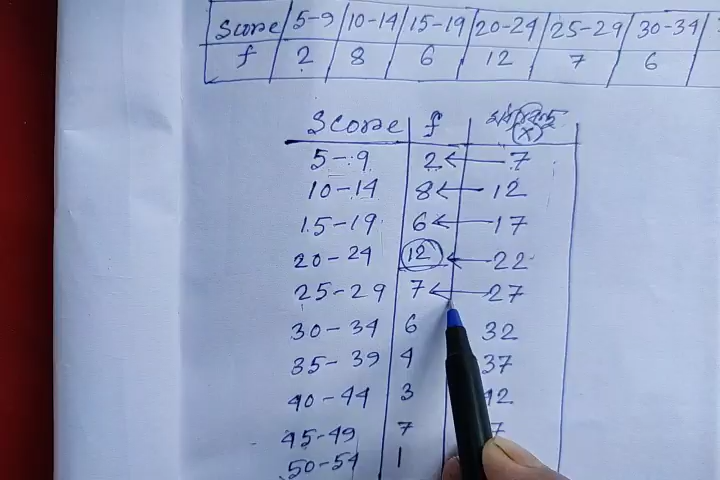 Score 5-9 10-14 15-19 20-24 25-29 30-34
f 2 8 6 12 7 6
Score f (x)
5-9 2 7
10-14 8 12
15-19 6 17
20-24 12 22
25-29 7 27
30-34 6 32
35-39 4 37
40-44 3 42
45-49 7 7
50-54 1